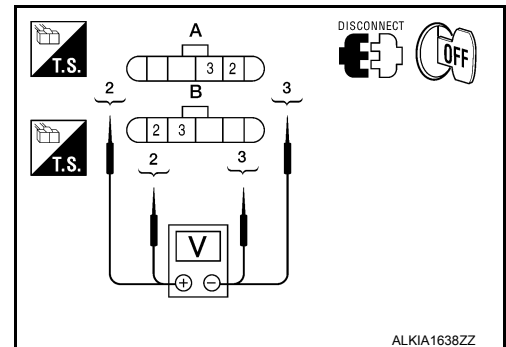 DISCONNECT
OFF
T.S.
A
3 2
2
3
B
2 3
T.S.
2
3
V
+ −
ALKIA1638ZZ